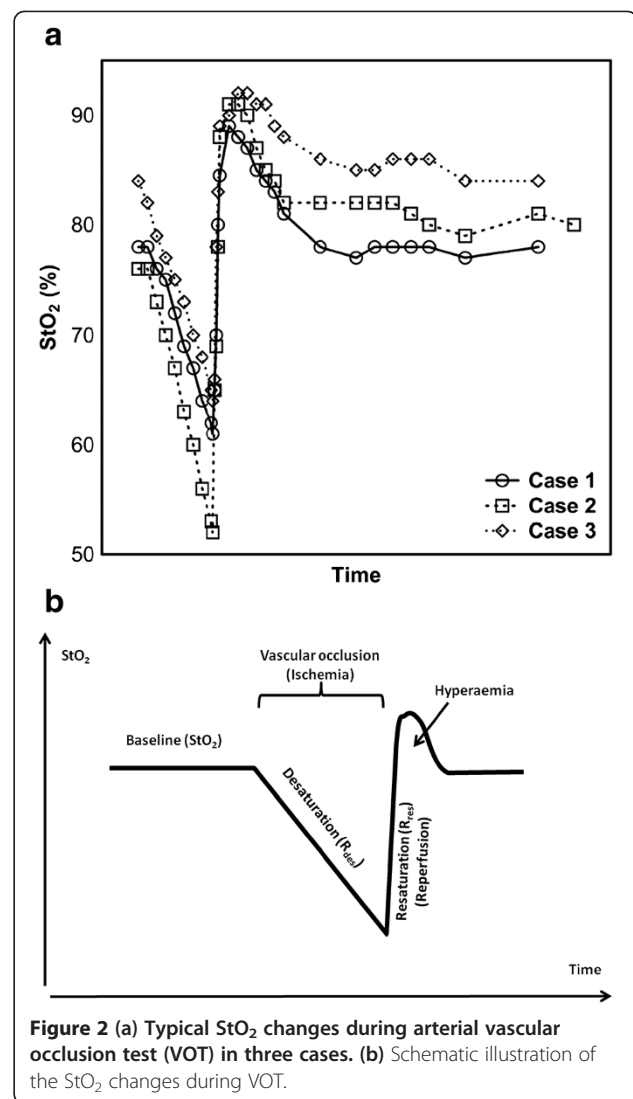 a
90
80
70
60
50
StO₂ (%)
Case 1
Case 2
Case 3
Time
b
StO₂
Vascular occlusion
(Ischemia)
Hyperaemia
Baseline (StO₂)
Desaturation (R_des)
Resaturation (R_res)
(Reperfusion)
Time
Figure 2 (a) Typical StO₂ changes during arterial vascular
occlusion test (VOT) in three cases. (b) Schematic illustration of
the StO₂ changes during VOT.